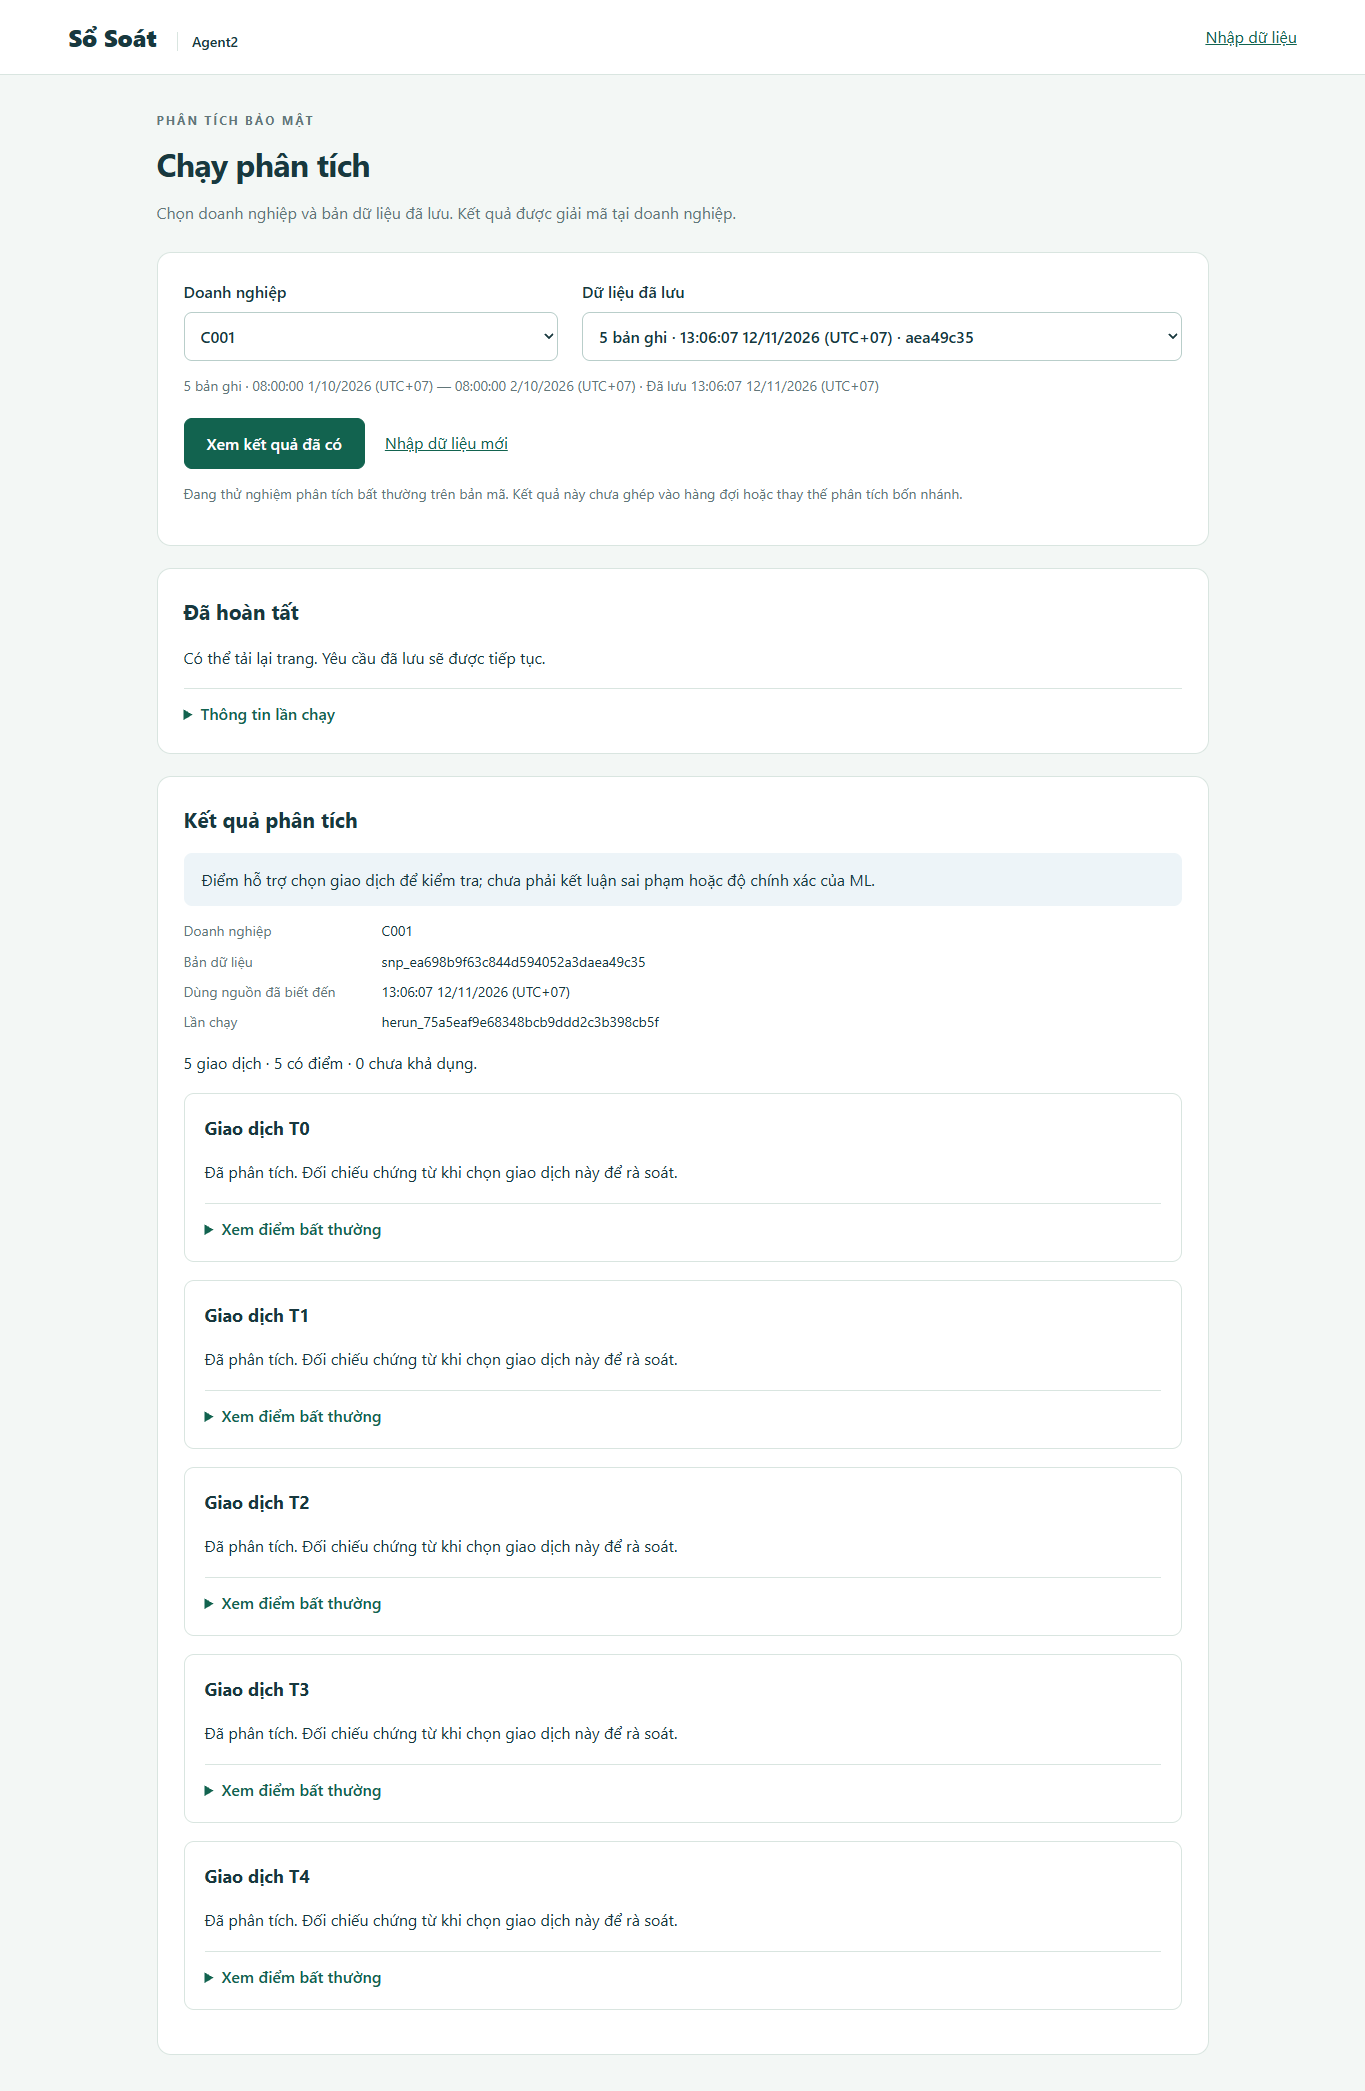 Sổ Soát
Agent2
Nhập dữ liệu
PHÂN TÍCH BẢO MẬT
Chạy phân tích
Chọn doanh nghiệp và bản dữ liệu đã lưu. Kết quả được giải mã tại doanh nghiệp.
Doanh nghiệp
Dữ liệu đã lưu
C001
5 bản ghi · 13:06:07 12/11/2026 (UTC+07) · aea49c35
5 bản ghi · 08:00:00 1/10/2026 (UTC+07) — 08:00:00 2/10/2026 (UTC+07) · Đã lưu 13:06:07 12/11/2026 (UTC+07)
Xem kết quả đã có
Nhập dữ liệu mới
Đang thử nghiệm phân tích bất thường trên bản mã. Kết quả này chưa ghép vào hàng đợi hoặc thay thế phân tích bốn nhánh.
Đã hoàn tất
Có thể tải lại trang. Yêu cầu đã lưu sẽ được tiếp tục.
Thông tin lần chạy
Kết quả phân tích
Điểm hỗ trợ chọn giao dịch để kiểm tra; chưa phải kết luận sai phạm hoặc độ chính xác của ML.
Doanh nghiệp C001
Bản dữ liệu snp_ea698b9f63c844d594052a3daea49c35
Dùng nguồn đã biết đến 13:06:07 12/11/2026 (UTC+07)
Lần chạy herun_75a5eaf9e68348bcb9ddd2c3b398cb5f
5 giao dịch · 5 có điểm · 0 chưa khả dụng.
Giao dịch T0
Đã phân tích. Đối chiếu chứng từ khi chọn giao dịch này để rà soát.
Xem điểm bất thường
Giao dịch T1
Đã phân tích. Đối chiếu chứng từ khi chọn giao dịch này để rà soát.
Xem điểm bất thường
Giao dịch T2
Đã phân tích. Đối chiếu chứng từ khi chọn giao dịch này để rà soát.
Xem điểm bất thường
Giao dịch T3
Đã phân tích. Đối chiếu chứng từ khi chọn giao dịch này để rà soát.
Xem điểm bất thường
Giao dịch T4
Đã phân tích. Đối chiếu chứng từ khi chọn giao dịch này để rà soát.
Xem điểm bất thường